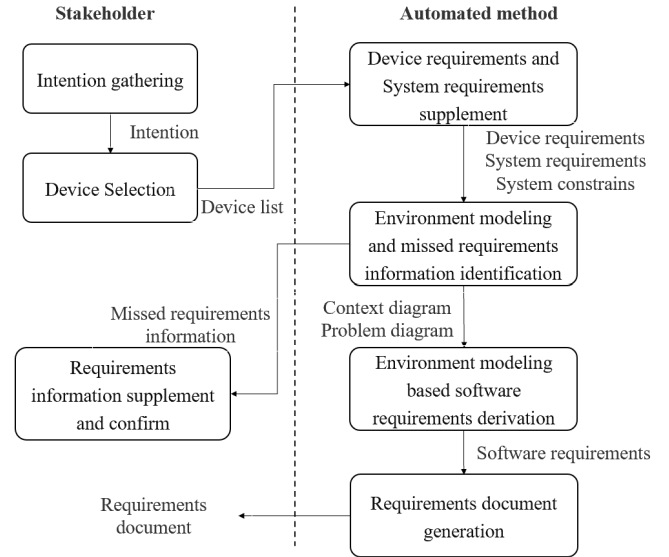 Stakeholder
Automated method
Intention gathering
Intention
Device Selection
Device list
Device requirements and
System requirements
supplement
Device requirements
System requirements
System constrains
Environment modeling
and missed requirements
information identification
Missed requirements
information
Requirements
information supplement
and confirm
Context diagram
Problem diagram
Environment modeling
based software
requirements derivation
Software requirements
Requirements document
generation
Requirements
document